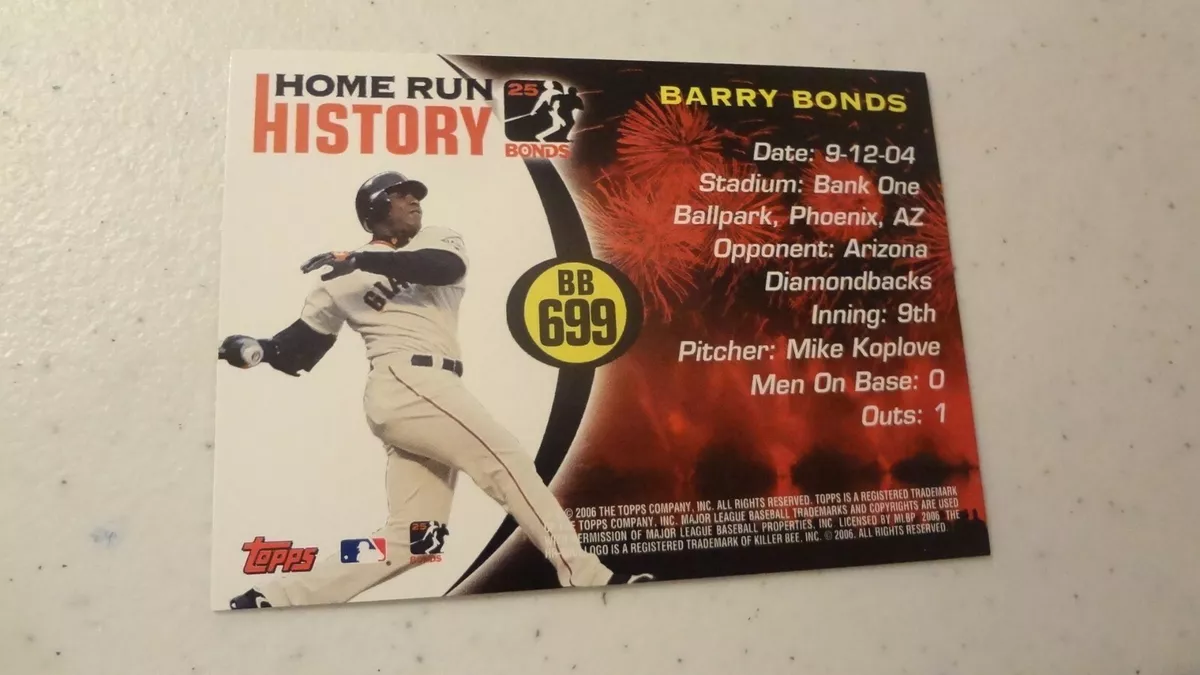 HOME RUN
HISTORY
25
BONDS
BARRY BONDS
Date: 9-12-04
Stadium: Bank One
Ballpark, Phoenix, AZ
Opponent: Arizona
Diamondbacks
Inning: 9th
Pitcher: Mike Koplove
Men On Base: 0
Outs: 1
BB
699
GIA
© 2006 THE TOPPS COMPANY, INC. ALL RIGHTS RESERVED. TOPPS IS A REGISTERED TRADEMARK
OF THE TOPPS COMPANY, INC. MAJOR LEAGUE BASEBALL TRADEMARKS AND COPYRIGHTS ARE USED
PERMISSION OF MAJOR LEAGUE BASEBALL PROPERTIES, INC. LICENSED BY MLBP 2006 THE
LOGO IS A REGISTERED TRADEMARK OF KILLER BEE, INC. © 2006. ALL RIGHTS RESERVED.
TOPPS
25
BONDS